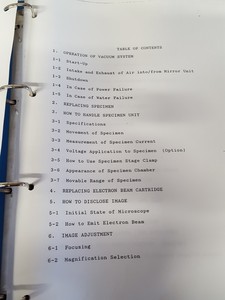 TABLE OF CONTENTS
1. OPERATION OF VACUUM SYSTEM
1-1 Start-Up
1-2 Intake and Exhaust of Air into/from Mirror Unit
1-3 Shutdown
1-4 In Case of Power Failure
1-5 In Case of Water Failure
2. REPLACING SPECIMEN
3. HOW TO HANDLE SPECIMEN UNIT
3-1 Specifications
3-2 Movement of Specimen
3-3 Measurement of Specimen Current
3-4 Voltage Application to Specimen (Option)
3-5 How to Use Specimen Stage Clamp
3-6 Appearance of Specimen Chamber
3-7 Movable Range of Specimen
4. REPLACING ELECTRON BEAM CARTRIDGE
5. HOW TO DISCLOSE IMAGE
5-1 Initial State of Microscope
5-2 How to Emit Electron Beam
6. IMAGE ADJUSTMENT
6-1 Focusing
6-2 Magnification Selection